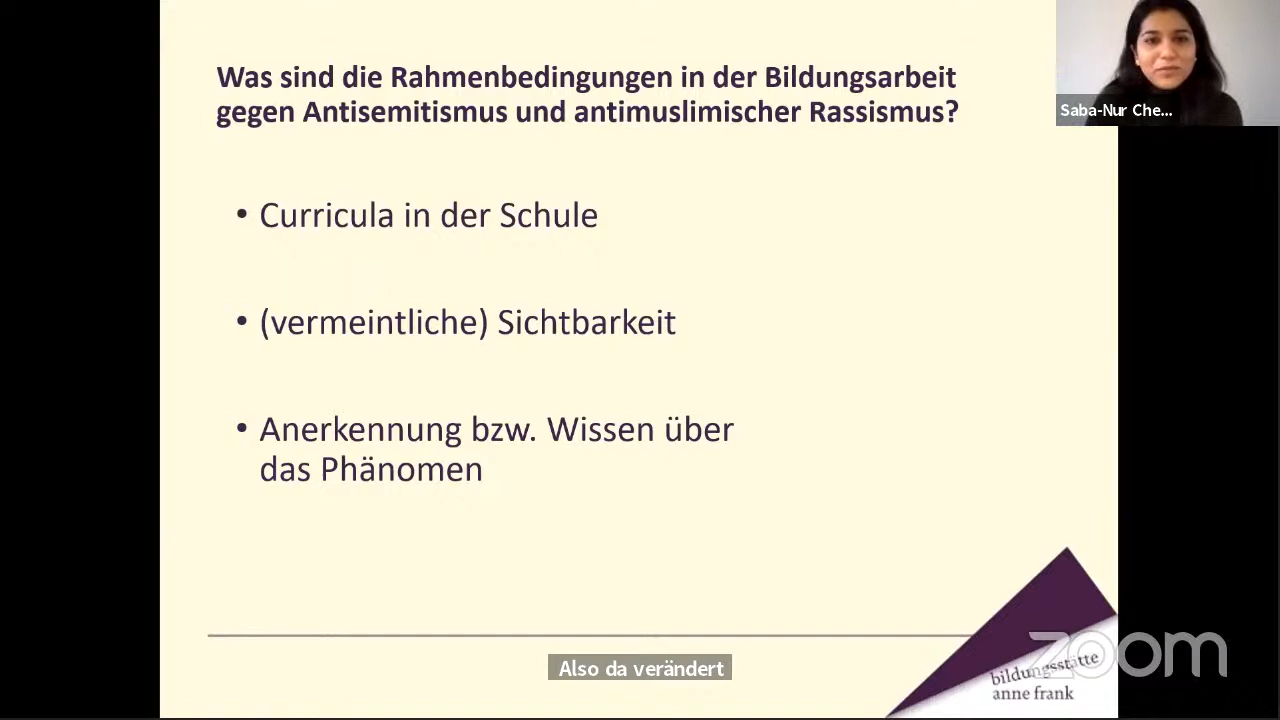 Was sind die Rahmenbedingungen in der Bildungsarbeit
gegen Antisemitismus und antimuslimischer Rassismus?
Saba-Nur Che...
• Curricula in der Schule
• (vermeintliche) Sichtbarkeit
• Anerkennung bzw. Wissen über
das Phänomen
Also da verändert
zoom
bildungsstätte
anne frank